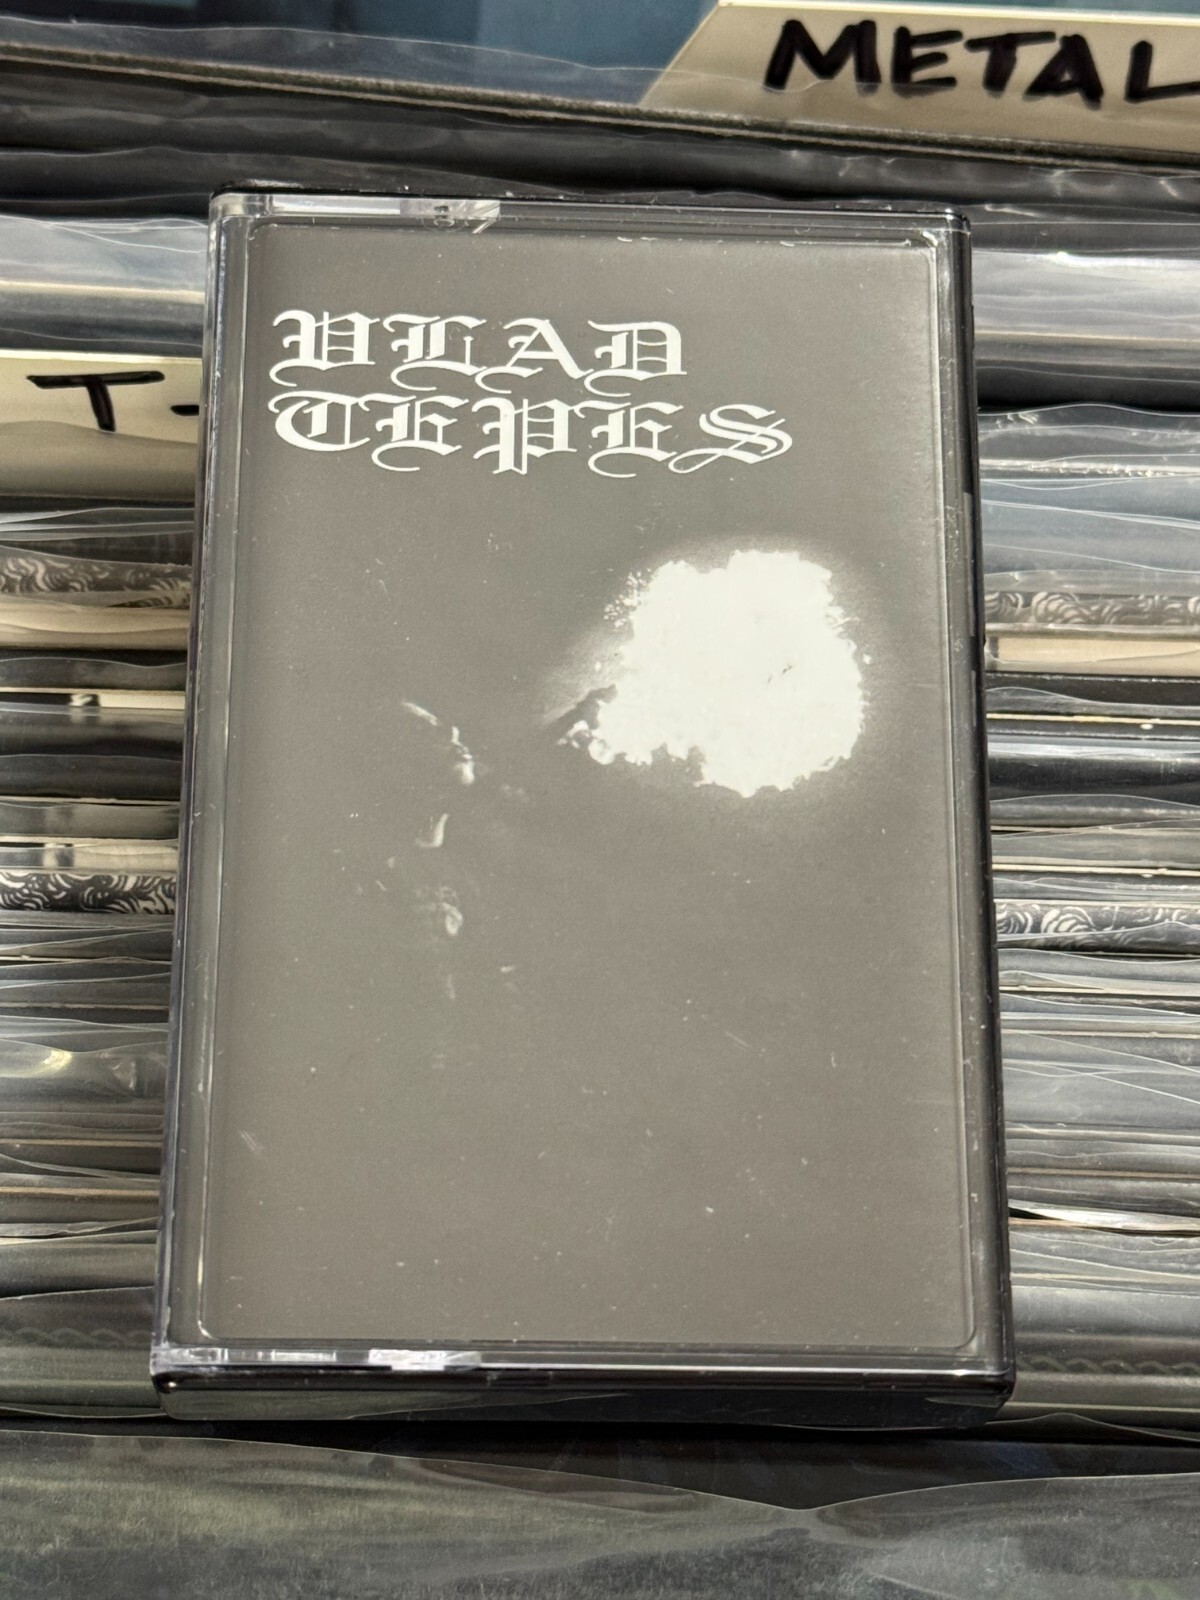 METAL
T-
VLAD
TEPES